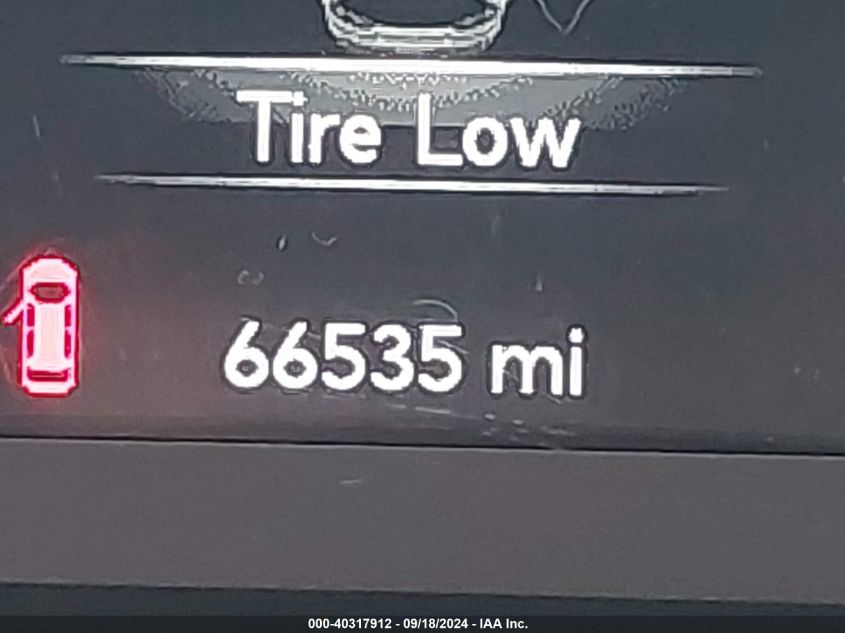 Tire Low
66535 mi
000-40317912 - 09/18/2024 - IAA Inc.